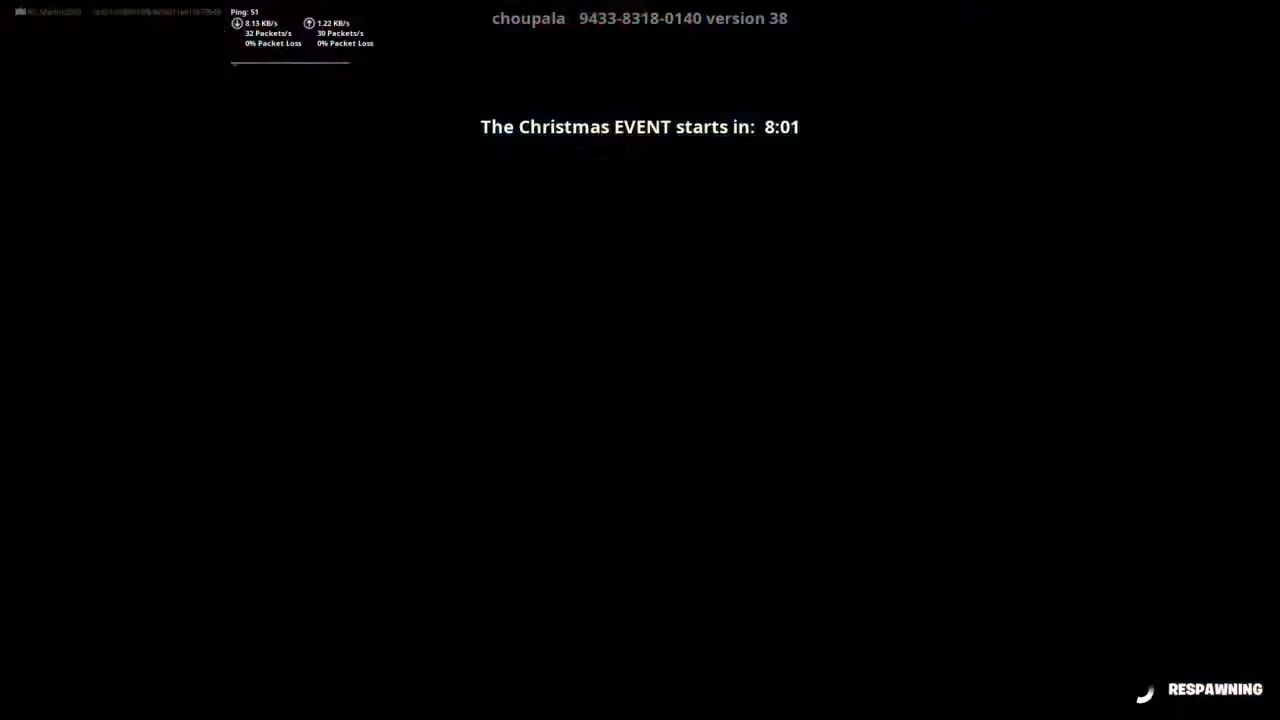 Ping: 51
8.13 KB/s 1.22 KB/s
32 Packets/s 30 Packets/s
0% Packet Loss 0% Packet Loss
choupala 9433-8318-0140 version 38
The Christmas EVENT starts in: 8:01
RESPAWNING